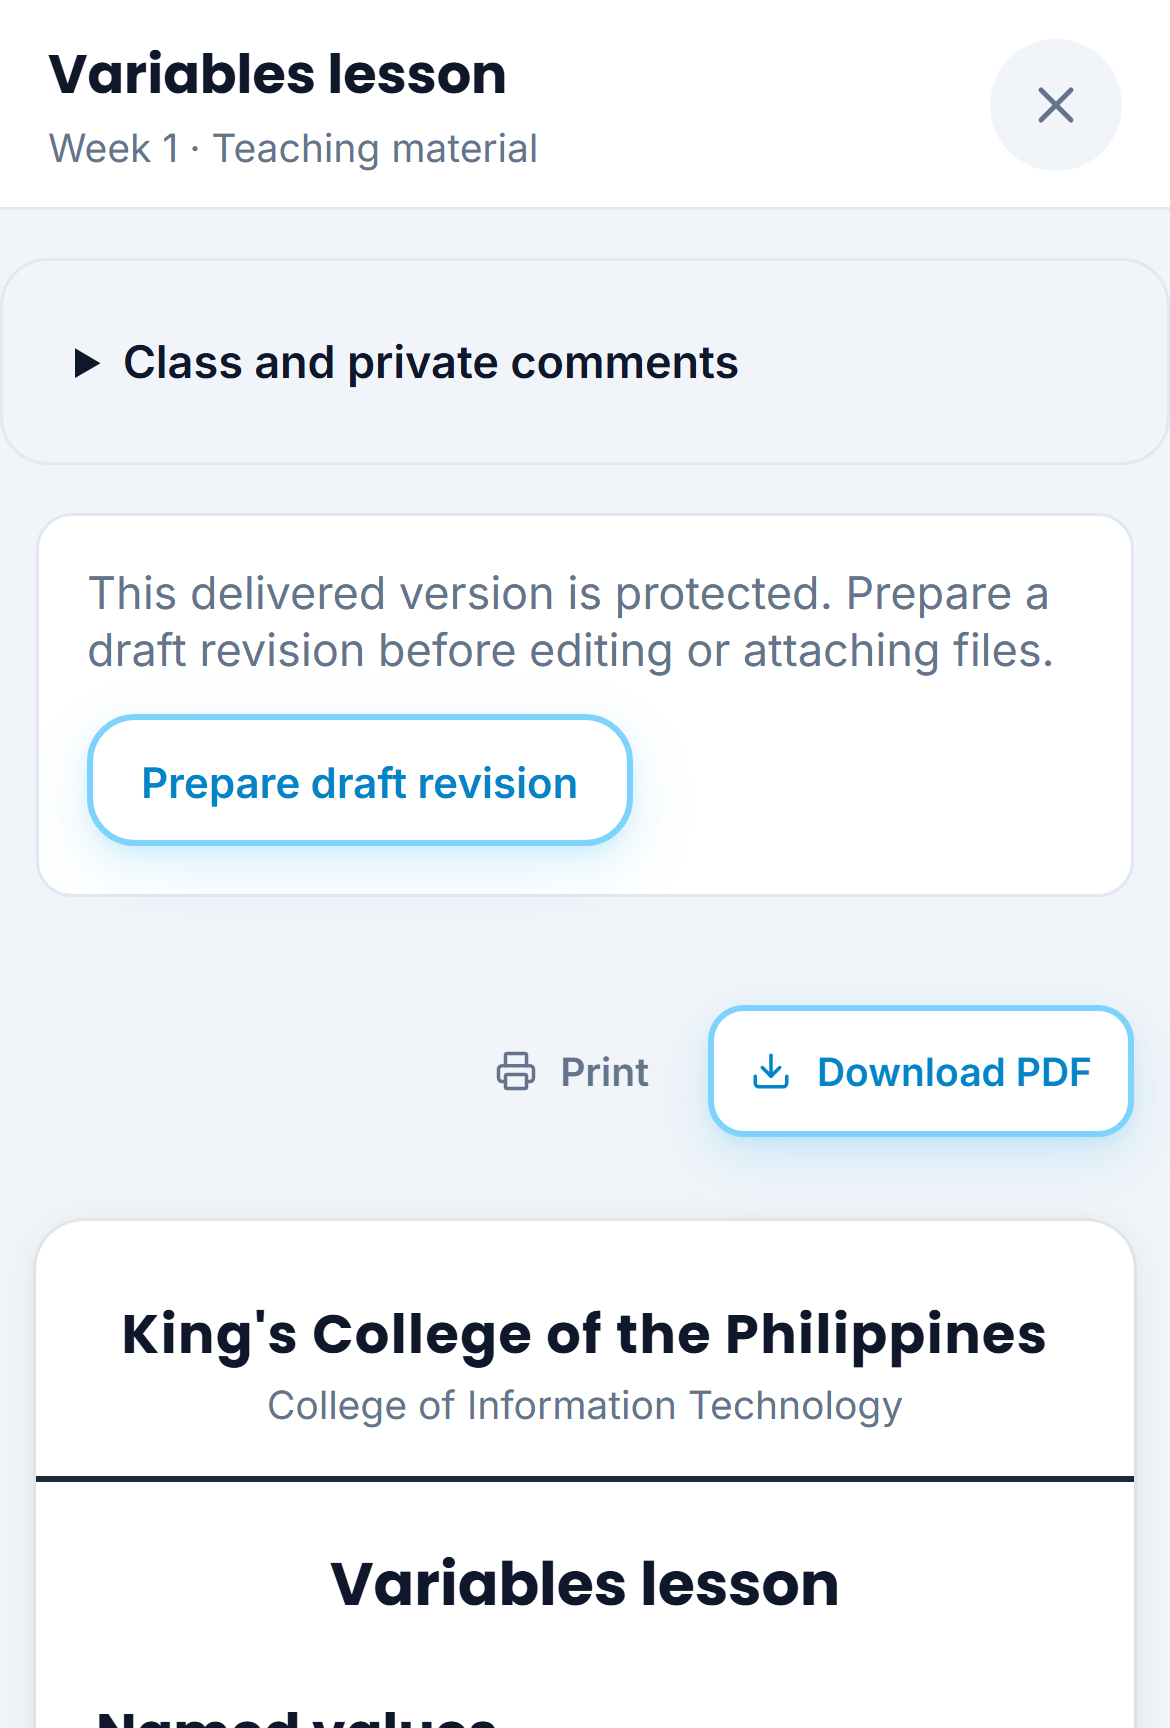 Variables lesson
Week 1 · Teaching material
Class and private comments
This delivered version is protected. Prepare a
draft revision before editing or attaching files.
Prepare draft revision
Print
Download PDF
King's College of the Philippines
College of Information Technology
Variables lesson
Named values